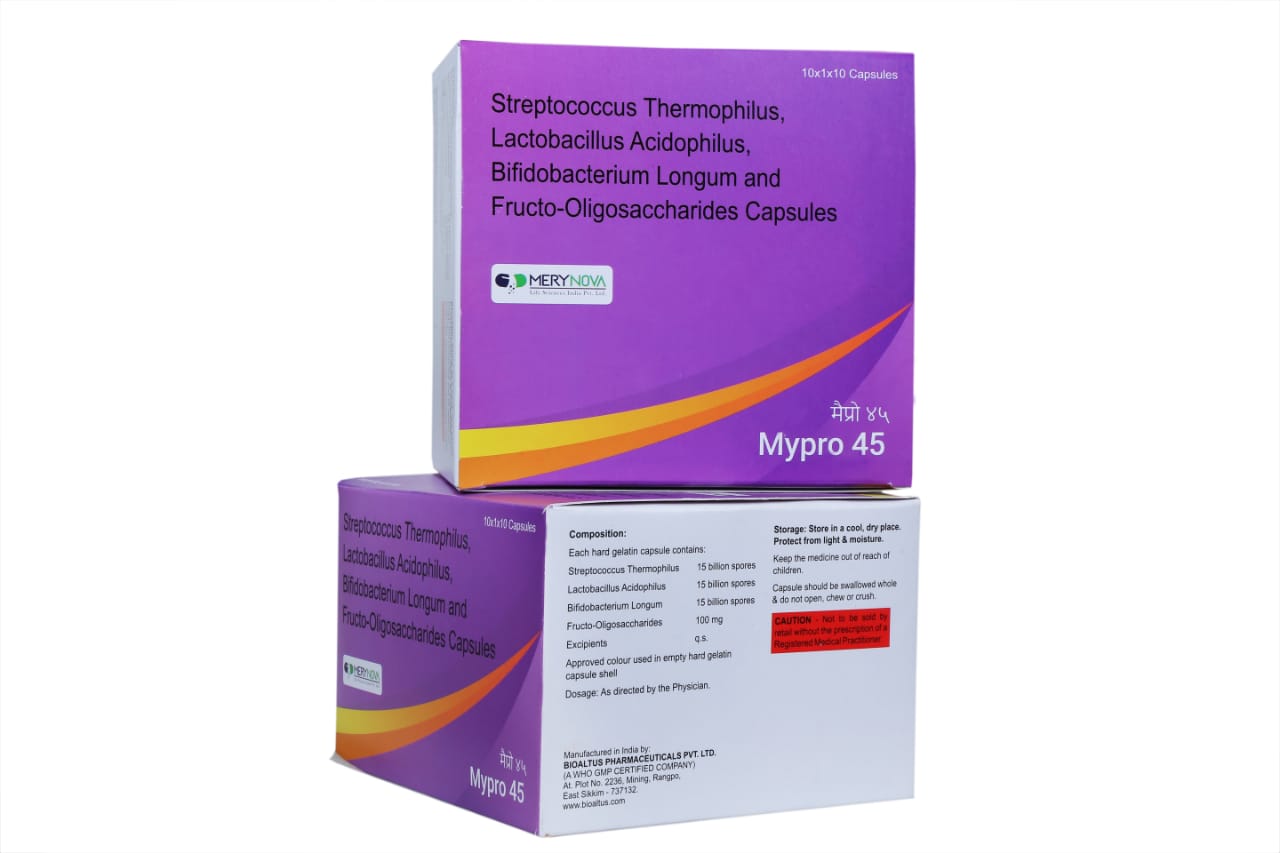 10x1x10 Capsules
Streptococcus Thermophilus,
Lactobacillus Acidophilus,
Bifidobacterium Longum and
Fructo-Oligosaccharides Capsules
MERYNOVA
Life Sciences India Pvt. Ltd.
मैप्रो ४५
Mypro 45
10x1x10 Capsules
Streptococcus Thermophilus,
Lactobacillus Acidophilus,
Bifidobacterium Longum and
Fructo-Oligosaccharides Capsules
MERYNOVA
मैप्रो ४५
Mypro 45
Composition:
Each hard gelatin capsule contains:
Streptococcus Thermophilus 15 billion spores
Lactobacillus Acidophilus 15 billion spores
Bifidobacterium Longum 15 billion spores
Fructo-Oligosaccharides 100 mg
Excipients q.s.
Approved colour used in empty hard gelatin
capsule shell
Dosage: As directed by the Physician.
Manufactured in India by:
BIOALTUS PHARMACEUTICALS PVT. LTD.
(A WHO GMP CERTIFIED COMPANY)
At. Plot No. 2236, Mining, Rangpo,
East Sikkim - 737132.
www.bioaltus.com
Storage: Store in a cool, dry place.
Protect from light & moisture.
Keep the medicine out of reach of
children.
Capsule should be swallowed whole
& do not open, chew or crush.
CAUTION - Not to be sold by
retail without the prescription of a
Registered Medical Practitioner.